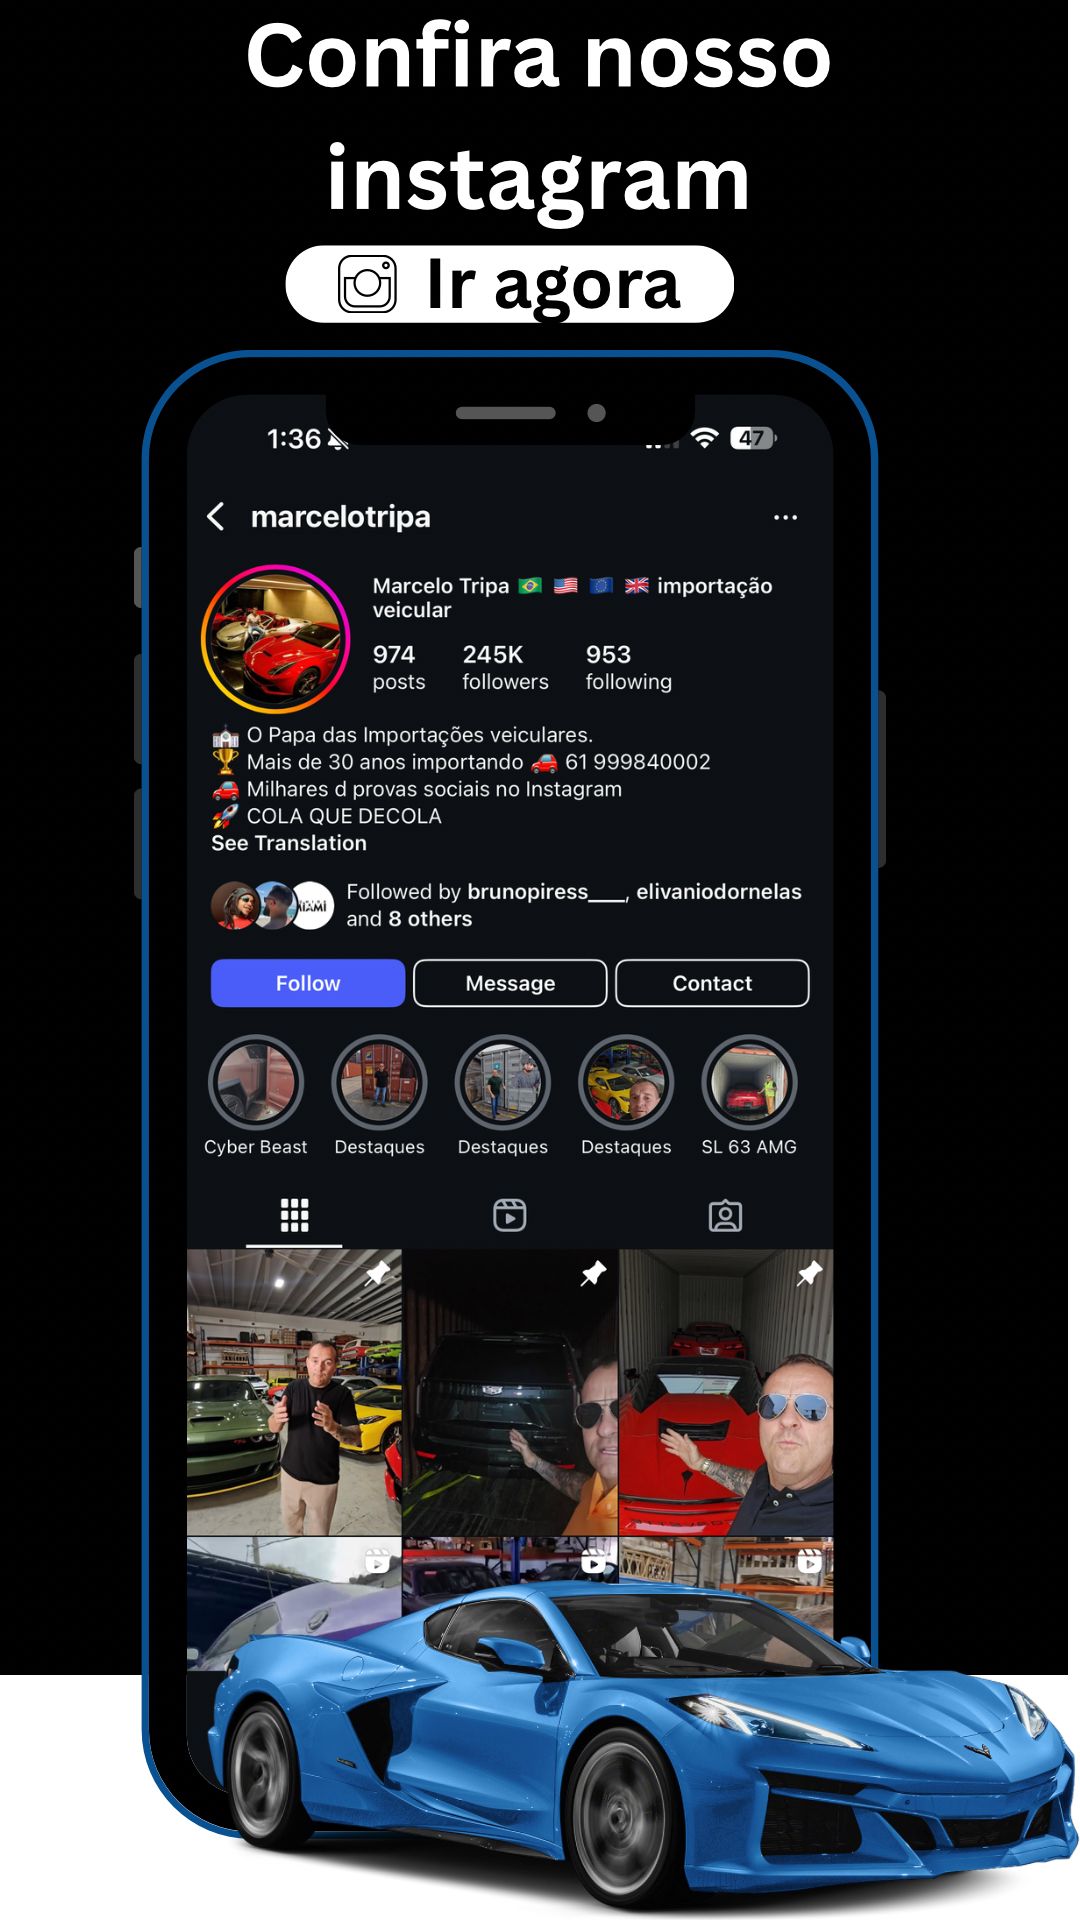 Confira nosso
instagram
Ir agora
1:36
47
marcelotripa
Marcelo Tripa 🇧🇷 🇺🇸 🇪🇺 🇬🇧 importação
veicular
974 245K 953
posts followers following
💒 O Papa das Importações veiculares.
🏆 Mais de 30 anos importando 🚗 61 999840002
🚗 Milhares d provas sociais no Instagram
🚀 COLA QUE DECOLA
See Translation
MIAMI
Followed by brunopiress___, elivaniodornelas
and 8 others
Follow Message Contact
Cyber Beast Destaques Destaques Destaques SL 63 AMG